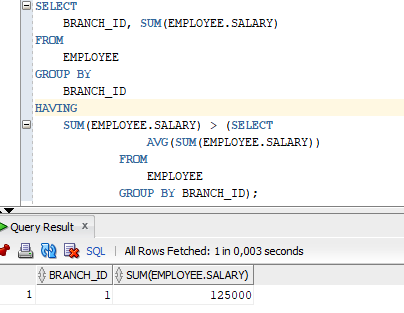 SELECT
BRANCH_ID, SUM(EMPLOYEE.SALARY)
FROM
EMPLOYEE
GROUP BY
BRANCH_ID
HAVING
SUM(EMPLOYEE.SALARY) > (SELECT
AVG(SUM(EMPLOYEE.SALARY))
FROM
EMPLOYEE
GROUP BY BRANCH_ID);
Query Result x
SQL | All Rows Fetched: 1 in 0,003 seconds
BRANCH_ID SUM(EMPLOYEE.SALARY)
1 1 125000